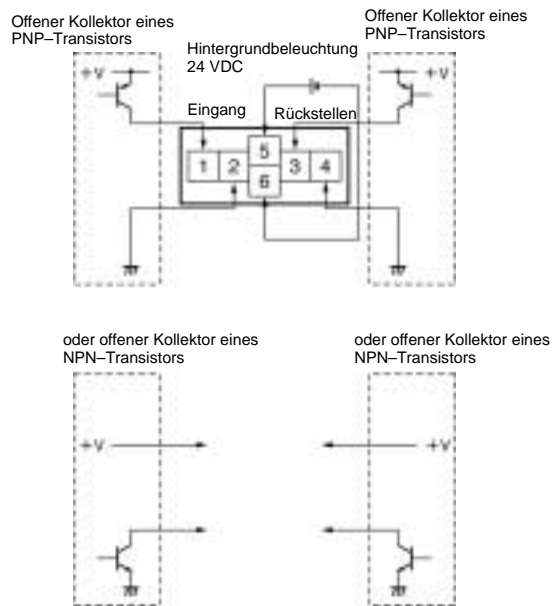 Offener Kollektor eines
PNP–Transistors
Offener Kollektor eines
PNP–Transistors
Hintergrundbeleuchtung
24 VDC
+V
+V
Eingang
Rückstellen
1 2 5 3 4
6
oder offener Kollektor eines
NPN–Transistors
oder offener Kollektor eines
NPN–Transistors
+V
+V